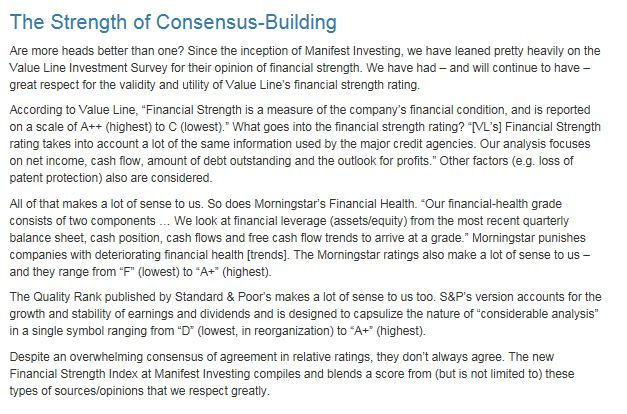 The Strength of Consensus-Building
Are more heads better than one? Since the inception of Manifest Investing, we have leaned pretty heavily on the
Value Line Investment Survey for their opinion of financial strength. We have had – and will continue to have –
great respect for the validity and utility of Value Line's financial strength rating.
According to Value Line, “Financial Strength is a measure of the company’s financial condition, and is reported
on a scale of A++ (highest) to C (lowest).” What goes into the financial strength rating? “[VL’s] Financial Strength
rating takes into account a lot of the same information used by the major credit agencies. Our analysis focuses
on net income, cash flow, amount of debt outstanding and the outlook for profits.” Other factors (e.g. loss of
patent protection) also are considered.
All of that makes a lot of sense to us. So does Morningstar’s Financial Health. “Our financial-health grade
consists of two components … We look at financial leverage (assets/equity) from the most recent quarterly
balance sheet, cash position, cash flows and free cash flow trends to arrive at a grade.” Morningstar punishes
companies with deteriorating financial health [trends]. The Morningstar ratings also make a lot of sense to us –
and they range from “F” (lowest) to “A+” (highest).
The Quality Rank published by Standard & Poor’s makes a lot of sense to us too. S&P’s version accounts for the
growth and stability of earnings and dividends and is designed to capsulize the nature of “considerable analysis”
in a single symbol ranging from “D” (lowest, in reorganization) to “A+” (highest).
Despite an overwhelming consensus of agreement in relative ratings, they don’t always agree. The new
Financial Strength Index at Manifest Investing compiles and blends a score from (but is not limited to) these
types of sources/opinions that we respect greatly.